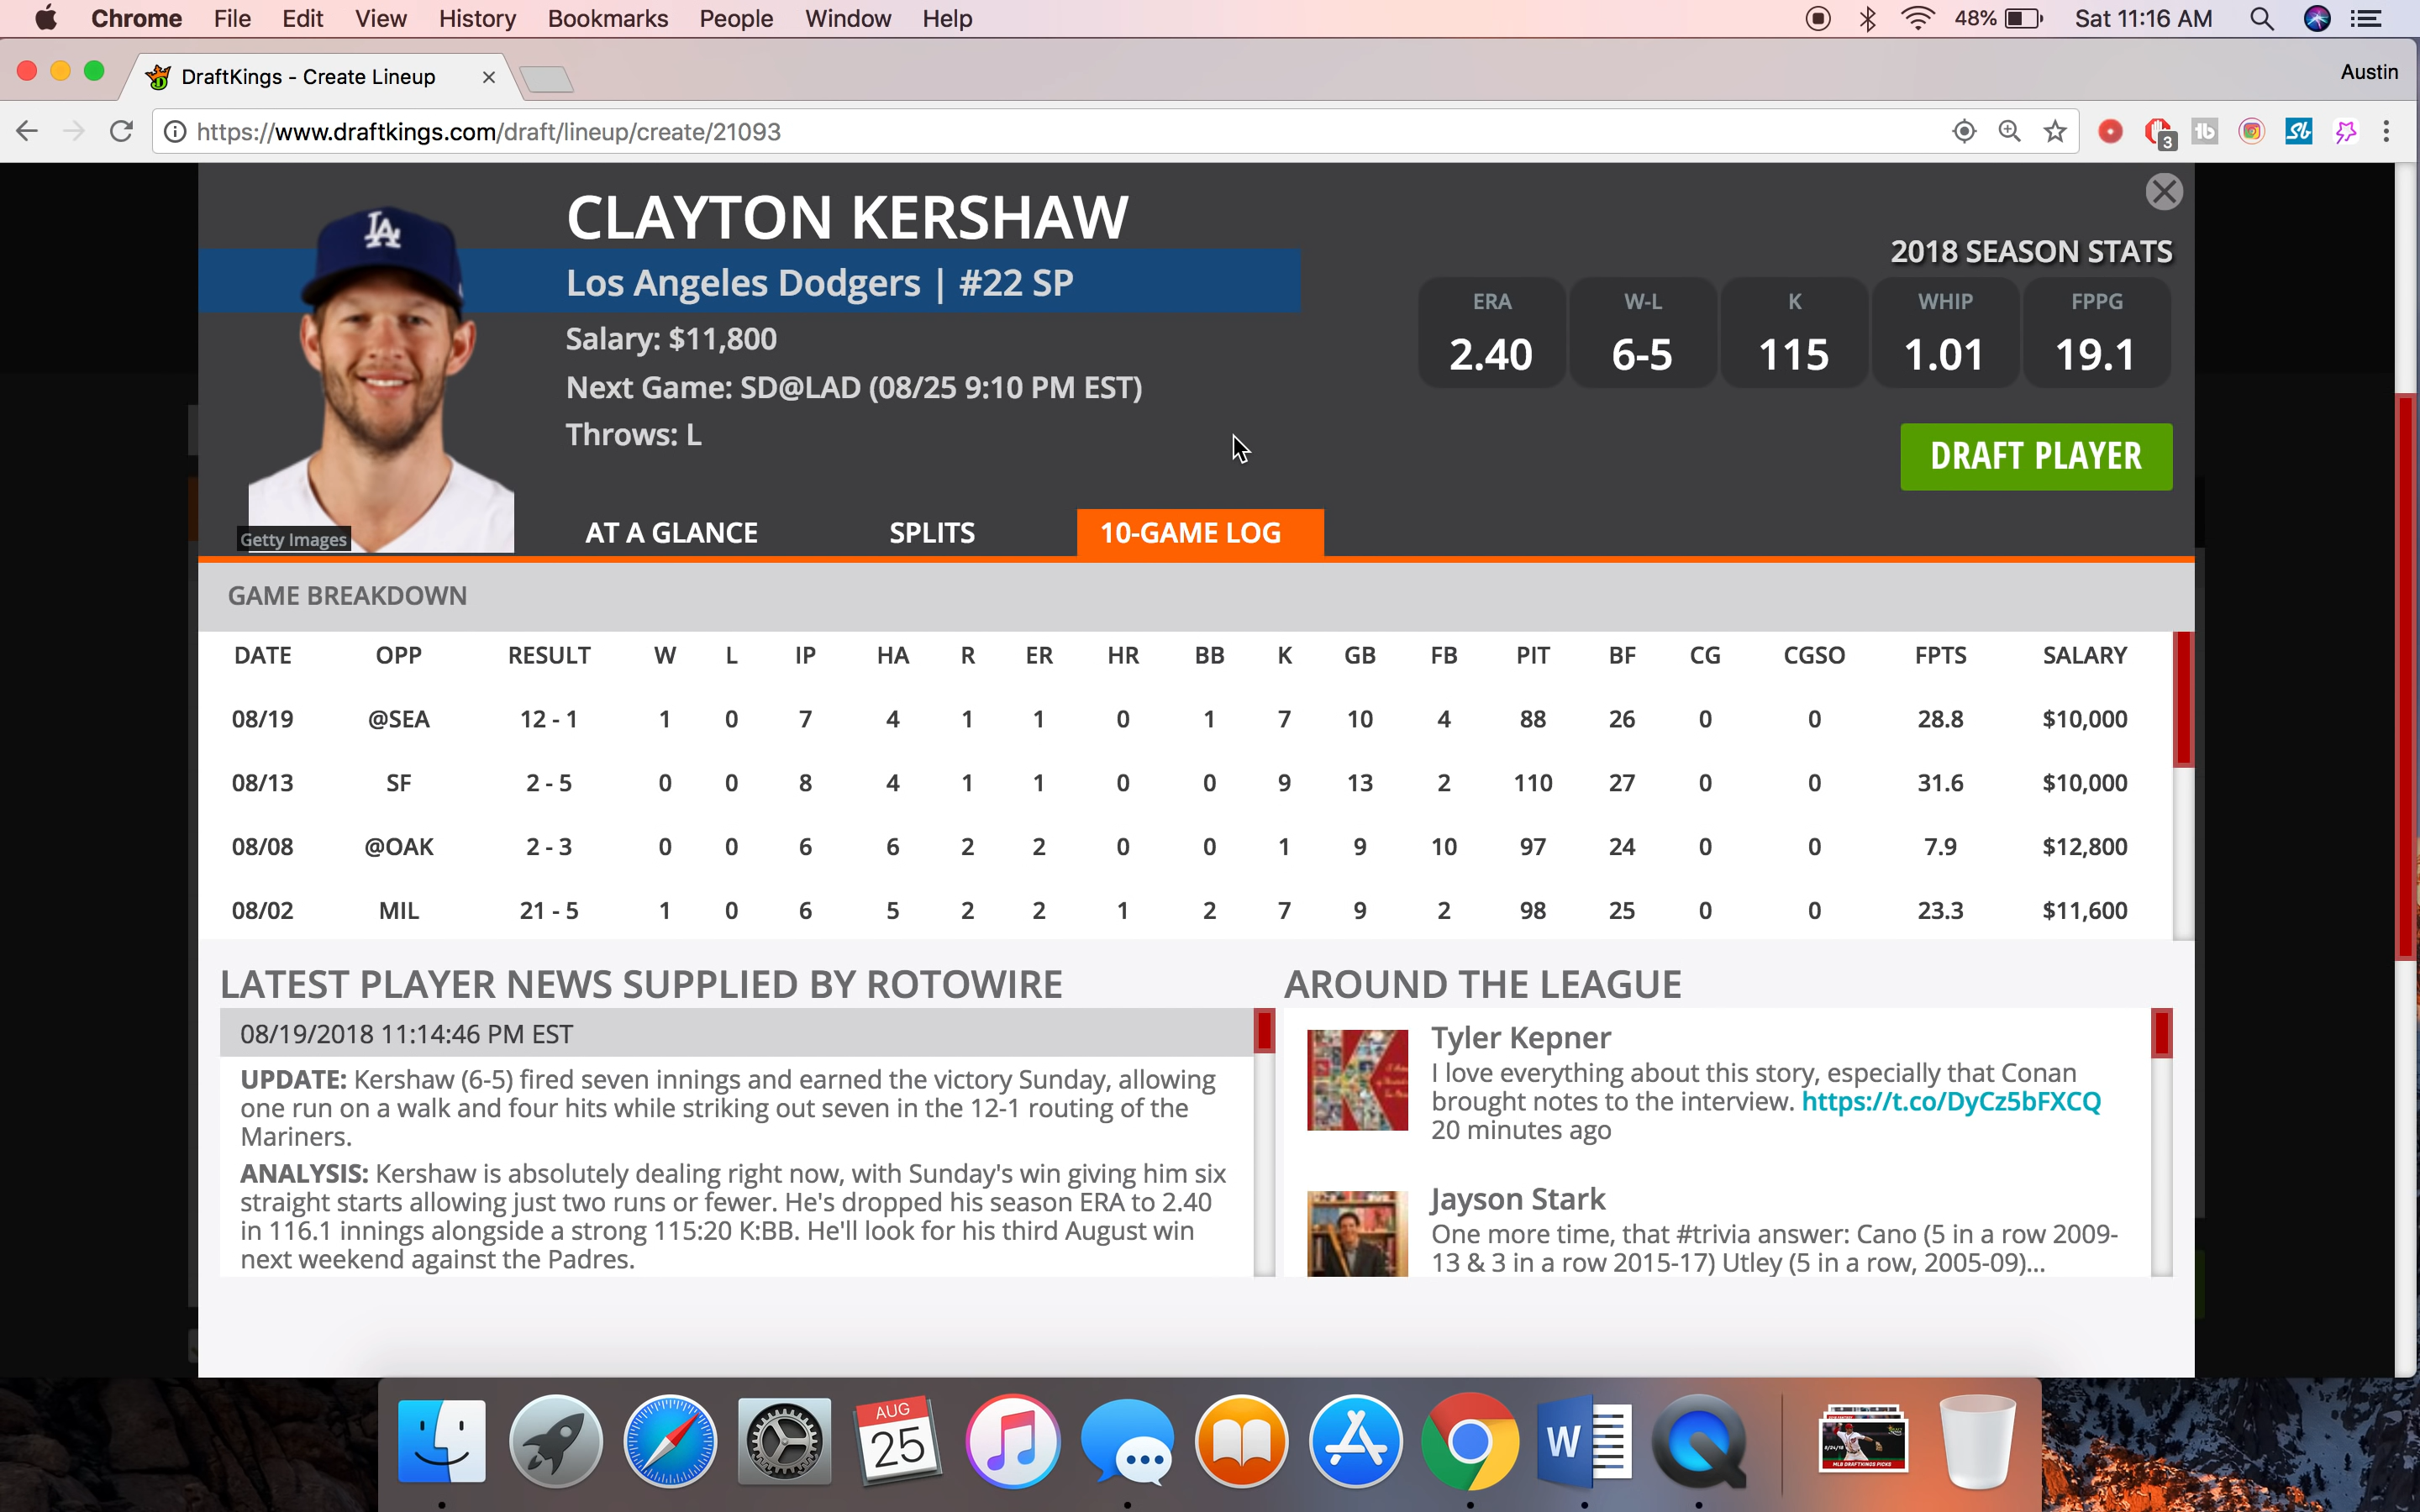 Chrome File Edit View History Bookmarks People Window Help 48% Sat 11:16 AM
DraftKings - Create Lineup Austin
https://www.draftkings.com/draft/lineup/create/21093 3
LA
CLAYTON KERSHAW
Los Angeles Dodgers | #22 SP
Salary: $11,800
Next Game: SD@LAD (08/25 9:10 PM EST)
Throws: L
Getty Images
2018 SEASON STATS
ERA W-L K WHIP FPPG
2.40 6-5 115 1.01 19.1
DRAFT PLAYER
AT A GLANCE SPLITS 10-GAME LOG
GAME BREAKDOWN
DATE OPP RESULT W L IP HA R ER HR BB K GB FB PIT BF CG CGSO FPTS SALARY
08/19 @SEA 12 - 1 1 0 7 4 1 1 0 1 7 10 4 88 26 0 0 28.8 $10,000
08/13 SF 2 - 5 0 0 8 4 1 1 0 0 9 13 2 110 27 0 0 31.6 $10,000
08/08 @OAK 2 - 3 0 0 6 6 2 2 0 0 1 9 10 97 24 0 0 7.9 $12,800
08/02 MIL 21 - 5 1 0 6 5 2 2 1 2 7 9 2 98 25 0 0 23.3 $11,600
LATEST PLAYER NEWS SUPPLIED BY ROTOWIRE
08/19/2018 11:14:46 PM EST
UPDATE: Kershaw (6-5) fired seven innings and earned the victory Sunday, allowing
one run on a walk and four hits while striking out seven in the 12-1 routing of the
Mariners.
ANALYSIS: Kershaw is absolutely dealing right now, with Sunday's win giving him six
straight starts allowing just two runs or fewer. He's dropped his season ERA to 2.40
in 116.1 innings alongside a strong 115:20 K:BB. He'll look for his third August win
next weekend against the Padres.
AROUND THE LEAGUE
Tyler Kepner
I love everything about this story, especially that Conan
brought notes to the interview. https://t.co/DyCz5bFXCQ
20 minutes ago
Jayson Stark
One more time, that #trivia answer: Cano (5 in a row 2009-
13 & 3 in a row 2015-17) Utley (5 in a row, 2005-09)...
AUG
25
W
MLB DRAFTKINGS PICKS